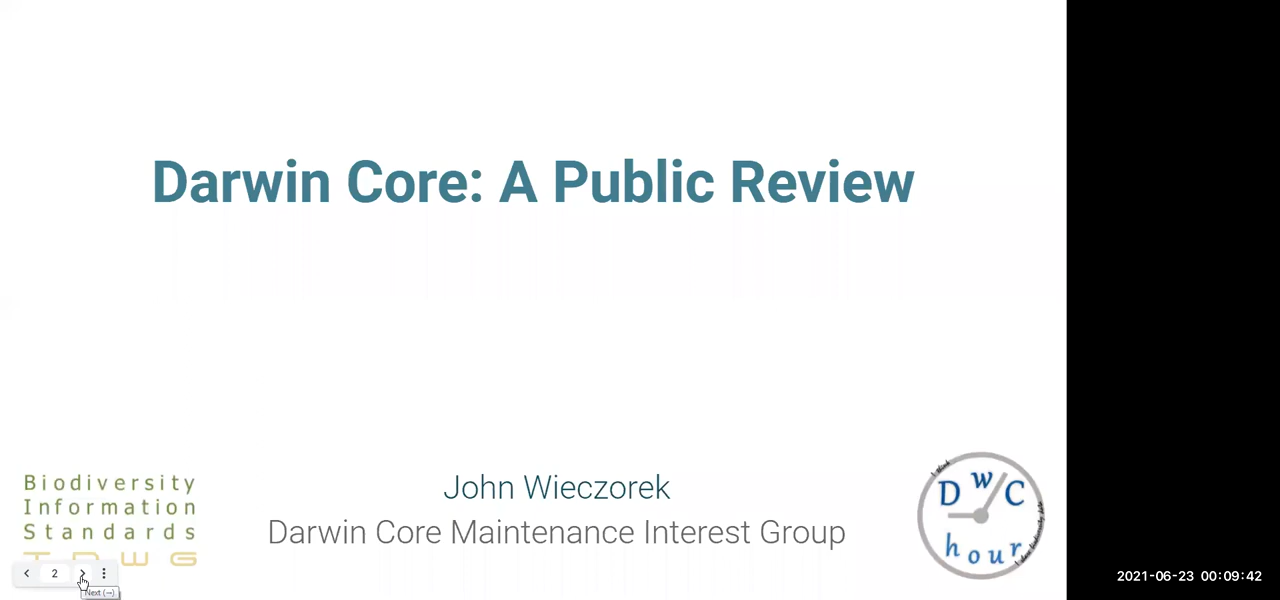 Darwin Core: A Public Review
Biodiversity
Information
Standards
TDWG
John Wieczorek
Darwin Core Maintenance Interest Group
D W C
hour
2
Next (→)
2021-06-23 00:09:42